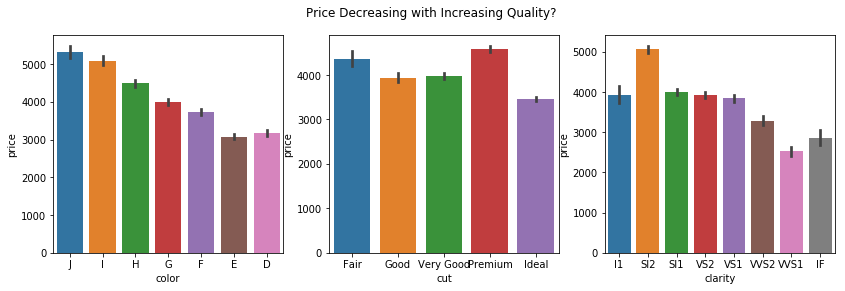 Price Decreasing with Increasing Quality?
price
5000
4000
3000
2000
1000
0
J I H G F E D
color
price
4000
3000
2000
1000
0
Fair Good Very Good Premium Ideal
cut
price
5000
4000
3000
2000
1000
0
I1 SI2 SI1 VS2 VS1 VVS2 VVS1 IF
clarity